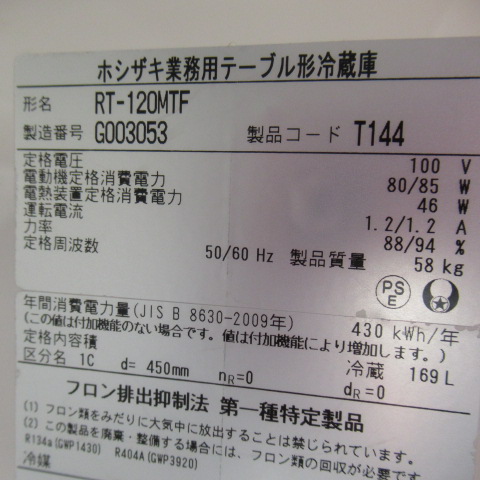 ホシザキ業務用テーブル形冷蔵庫
形名 RT-120MTF
製造番号 G003053 製品コード T144
定格電圧 100 V
電動機定格消費電力 80/85 W
電熱装置定格消費電力 46 W
運転電流 1.2/1.2 A
力率 88/94 %
定格周波数 50/60 Hz 製品質量 58 kg
PS
E
年間消費電力量(JIS B 8630-2009年) 430 kWh/年
(この値は付加機能のない場合です。値は付加機能により増加します。)
定格内容積 冷蔵 169 L
区分名 1C d= 450mm nR=0 dR=0
フロン排出抑制法 第一種特定製品
(1) フロン類をみだりに大気中に放出することは禁じられている。
(2) この製品を廃棄・整備する場合には、フロン類の回収が必要です。
R134a(GWP1430) R404A(GWP3920)
冷媒